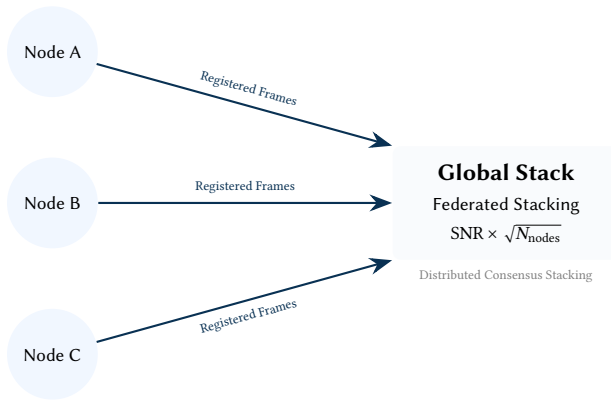 Node A
Registered Frames
Node B
Registered Frames
Node C
Registered Frames
Global Stack
Federated Stacking
SNR × √N_nodes
Distributed Consensus Stacking